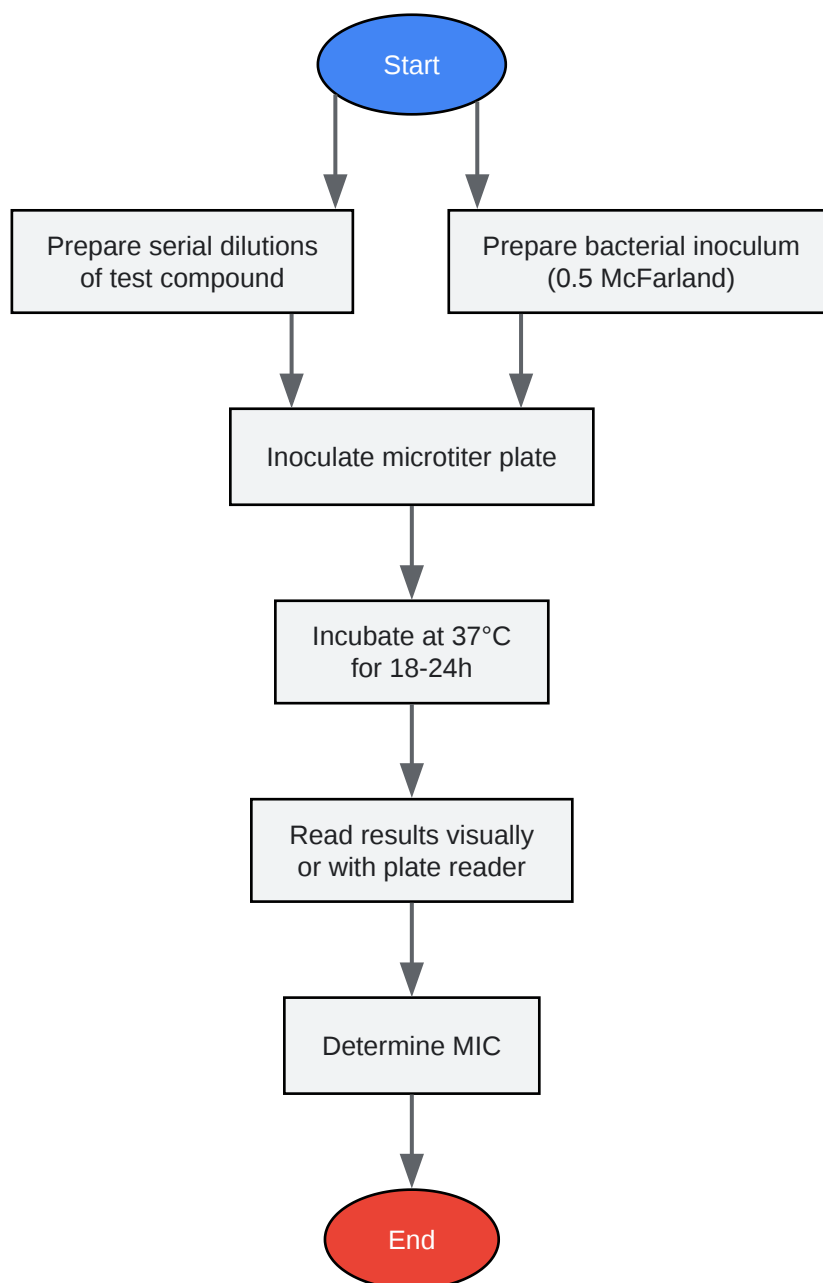 Start
Prepare serial dilutions
of test compound
Prepare bacterial inoculum
(0.5 McFarland)
Inoculate microtiter plate
Incubate at 37°C
for 18-24h
Read results visually
or with plate reader
Determine MIC
End